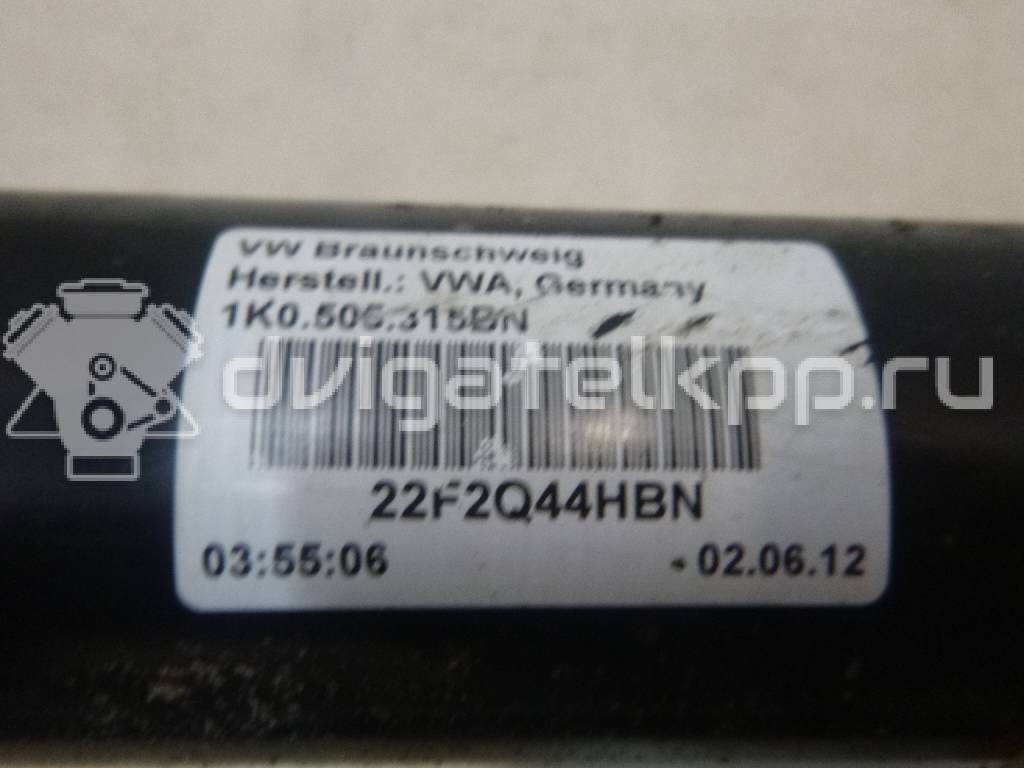 VW Braunschweig
Herstell.: VWA, Germany
1K0.505.315BN
dvigatelkpp.ru
22F2Q44HBN
03:55:06 02.06.12